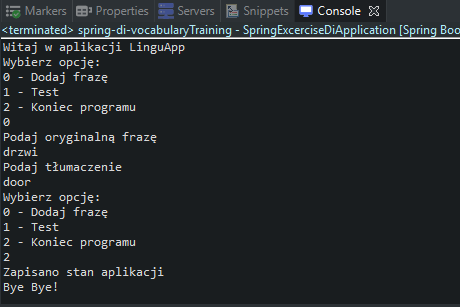 Markers Properties Servers Snippets Console
<terminated> spring-di-vocabularyTraining - SpringExcerciseDiApplication [Spring Boo
Witaj w aplikacji LinguApp
Wybierz opcję:
0 - Dodaj frazę
1 - Test
2 - Koniec programu
0
Podaj oryginalną frazę
drzwi
Podaj tłumaczenie
door
Wybierz opcję:
0 - Dodaj frazę
1 - Test
2 - Koniec programu
2
Zapisano stan aplikacji
Bye Bye!